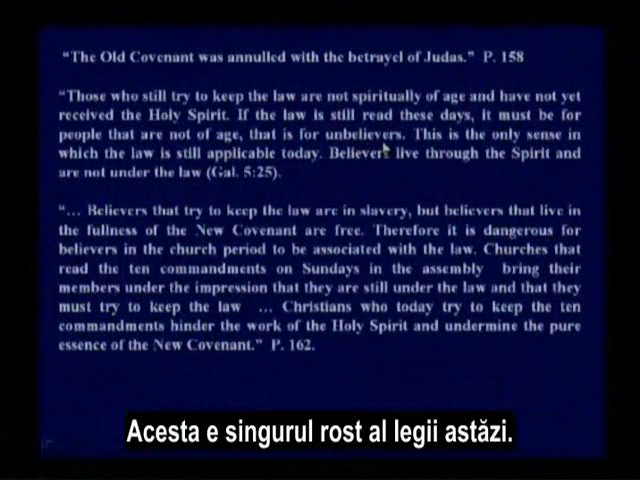 “The Old Covenant was annulled with the betrayel of Judas.” P. 158
“Those who still try to keep the law are not spiritually of age and have not yet
received the Holy Spirit. If the law is still read these days, it must be for
people that are not of age, that is for unbelievers. This is the only sense in
which the law is still applicable today. Believers live through the Spirit and
are not under the law (Gal. 5:25).
“… Believers that try to keep the law are in slavery, but believers that live in
the fullness of the New Covenant are free. Therefore it is dangerous for
believers in the church period to be associated with the law. Churches that
read the ten commandments on Sundays in the assembly bring their
members under the impression that they are still under the law and that they
must try to keep the law … Christians who today try to keep the ten
commandments hinder the work of the Holy Spirit and undermine the pure
essence of the New Covenant.” P. 162.
Acesta e singurul rost al legii astăzi.